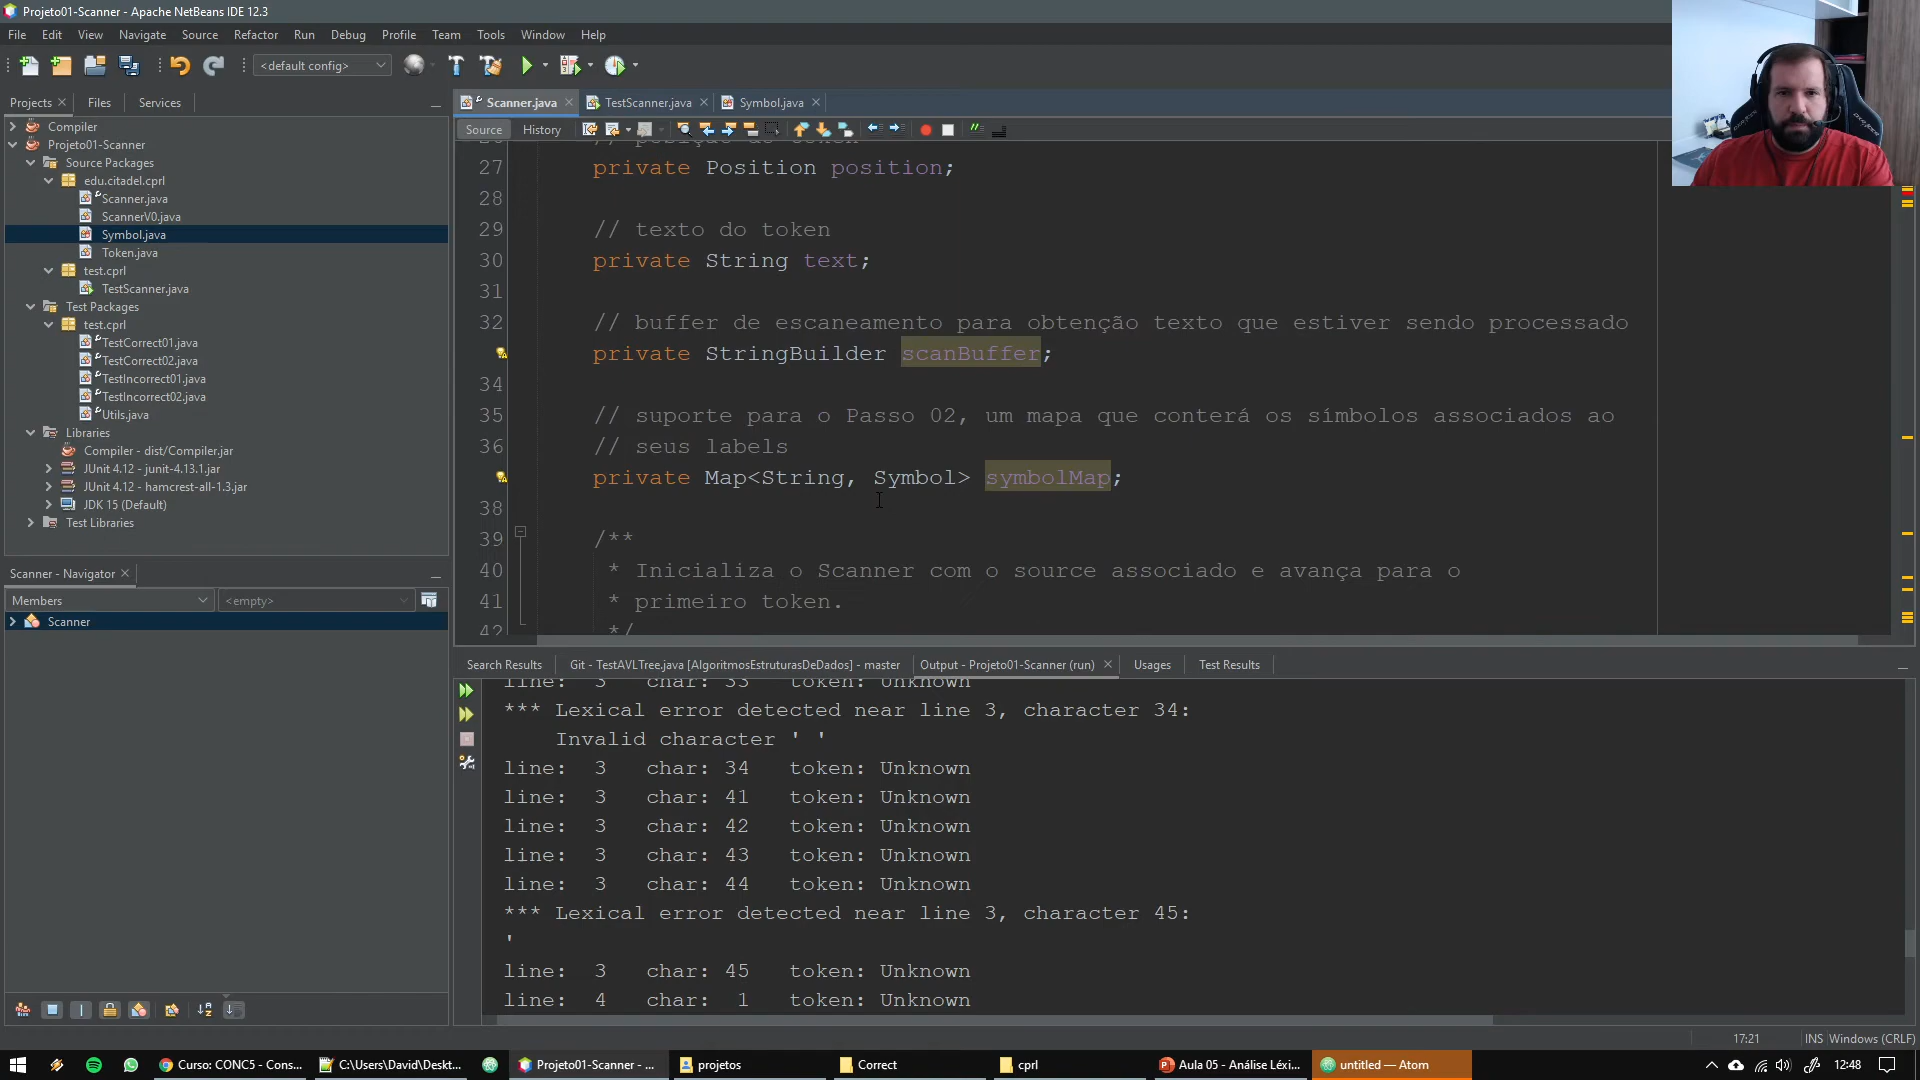 Projeto01-Scanner - Apache NetBeans IDE 12.3
File Edit View Navigate Source Refactor Run Debug Profile Team Tools Window Help
<default config>
Projects Files Services
Scanner.java TestScanner.java Symbol.java
Source History
Compiler
Projeto01-Scanner
Source Packages
edu.citadel.cprl
Scanner.java
ScannerV0.java
Symbol.java
Token.java
test.cprl
TestScanner.java
Test Packages
test.cprl
TestCorrect01.java
TestCorrect02.java
TestIncorrect01.java
TestIncorrect02.java
Utils.java
Libraries
Compiler - dist/Compiler.jar
JUnit 4.12 - junit-4.13.1.jar
JUnit 4.12 - hamcrest-all-1.3.jar
JDK 15 (Default)
Test Libraries
Scanner - Navigator
Members <empty>
Scanner
26 // posição do token
27 private Position position;
28
29 // texto do token
30 private String text;
31
32 // buffer de escaneamento para obtenção texto que estiver sendo processado
private StringBuilder scanBuffer;
34
35 // suporte para o Passo 02, um mapa que conterá os símbolos associados ao
36 // seus labels
private Map<String, Symbol> symbolMap;
38
39 /**
40 * Inicializa o Scanner com o source associado e avança para o
41 * primeiro token.
42 */
Search Results Git - TestAVLTree.java [AlgoritmosEstruturasDeDados] - master Output - Projeto01-Scanner (run) Usages Test Results
line: 3 char: 33 token: Unknown
*** Lexical error detected near line 3, character 34:
Invalid character ' '
line: 3 char: 34 token: Unknown
line: 3 char: 41 token: Unknown
line: 3 char: 42 token: Unknown
line: 3 char: 43 token: Unknown
line: 3 char: 44 token: Unknown
*** Lexical error detected near line 3, character 45:
'
line: 3 char: 45 token: Unknown
line: 4 char: 1 token: Unknown
17:21 INS Windows (CRLF)
Curso: CONC5 - Cons... C:\Users\David\Deskt... Projeto01-Scanner - ... projetos Correct cprl Aula 05 - Análise Léxi... untitled — Atom 12:48